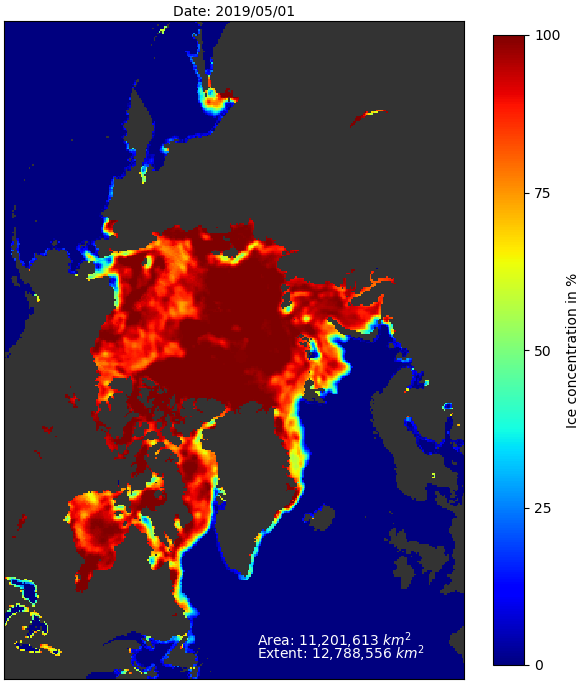 Date: 2019/05/01
100
75
50
25
0
Ice concentration in %
Area: 11,201,613 km²
Extent: 12,788,556 km²